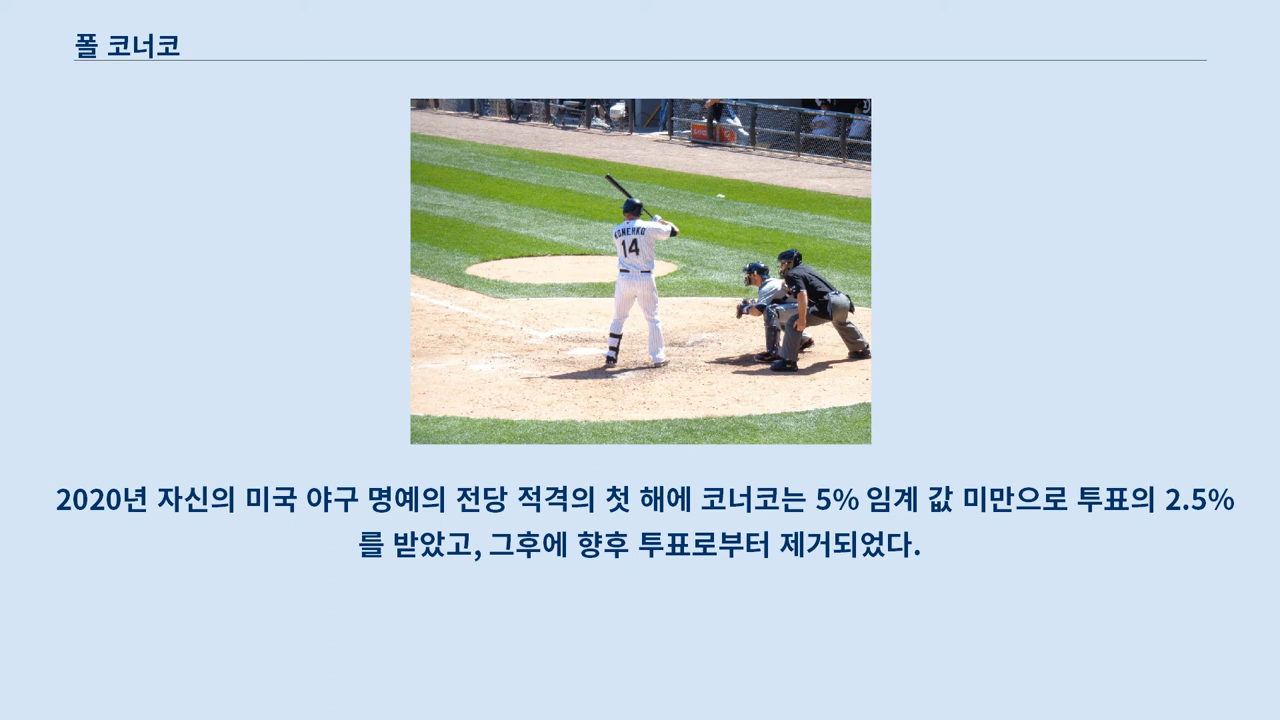 폴 코너코
KONERKO
14
2020년 자신의 미국 야구 명예의 전당 적격의 첫 해에 코너코는 5% 임계 값 미만으로 투표의 2.5%
를 받았고, 그후에 향후 투표로부터 제거되었다.